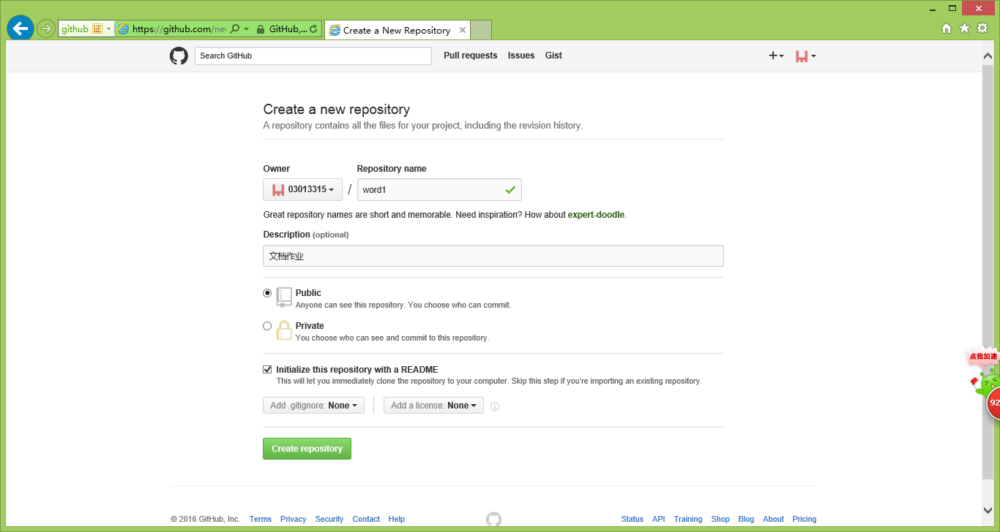 github 证 https://github.com/ne GitHub,... Create a New Repository
Search GitHub Pull requests Issues Gist
Create a new repository
A repository contains all the files for your project, including the revision history.
Owner Repository name
03013315 / word1
Great repository names are short and memorable. Need inspiration? How about expert-doodle.
Description (optional)
文档作业
Public
Anyone can see this repository. You choose who can commit.
Private
You choose who can see and commit to this repository.
点我加速
Initialize this repository with a README
This will let you immediately clone the repository to your computer. Skip this step if you're importing an existing repository.
Add .gitignore: None Add a license: None
92
Create repository
© 2016 GitHub, Inc. Terms Privacy Security Contact Help Status API Training Shop Blog About Pricing